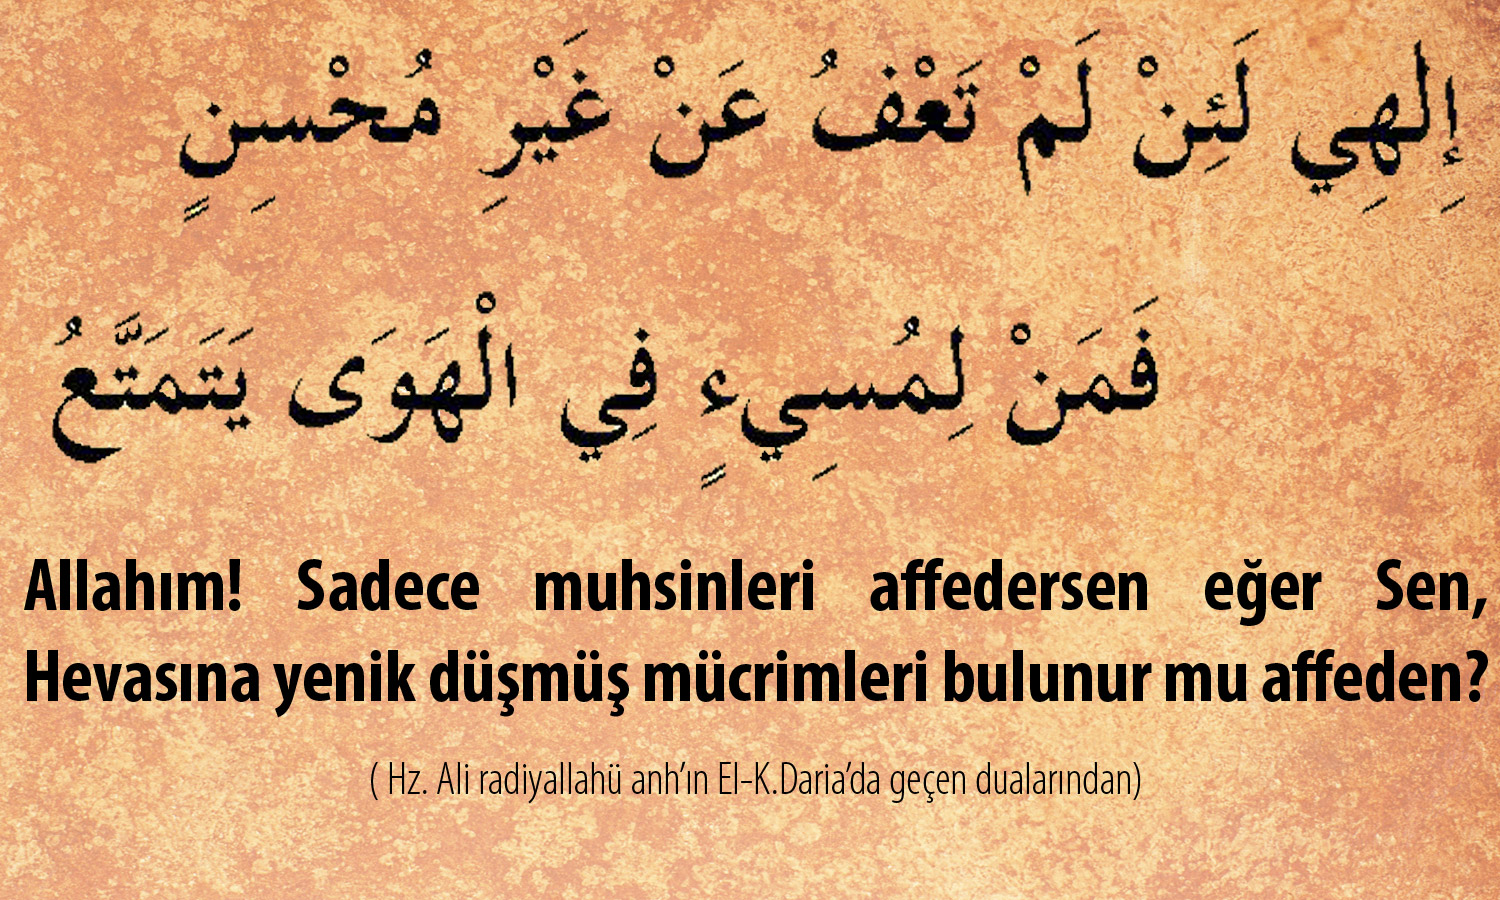 إِلٰهِي لَئِنْ لَمْ تَعْفُ عَنْ غَيْرِ مُحْسِنٍ
فَمَنْ لِمُسِيءٍ فِي الْهَوَى يَتَمَتَّعُ
Allahım! Sadece muhsinleri affedersen eğer Sen,
Hevasına yenik düşmüş mücrimleri bulunur mu affeden?
( Hz. Ali radiyallahü anh’ın El-K.Daria’da geçen dualarından)